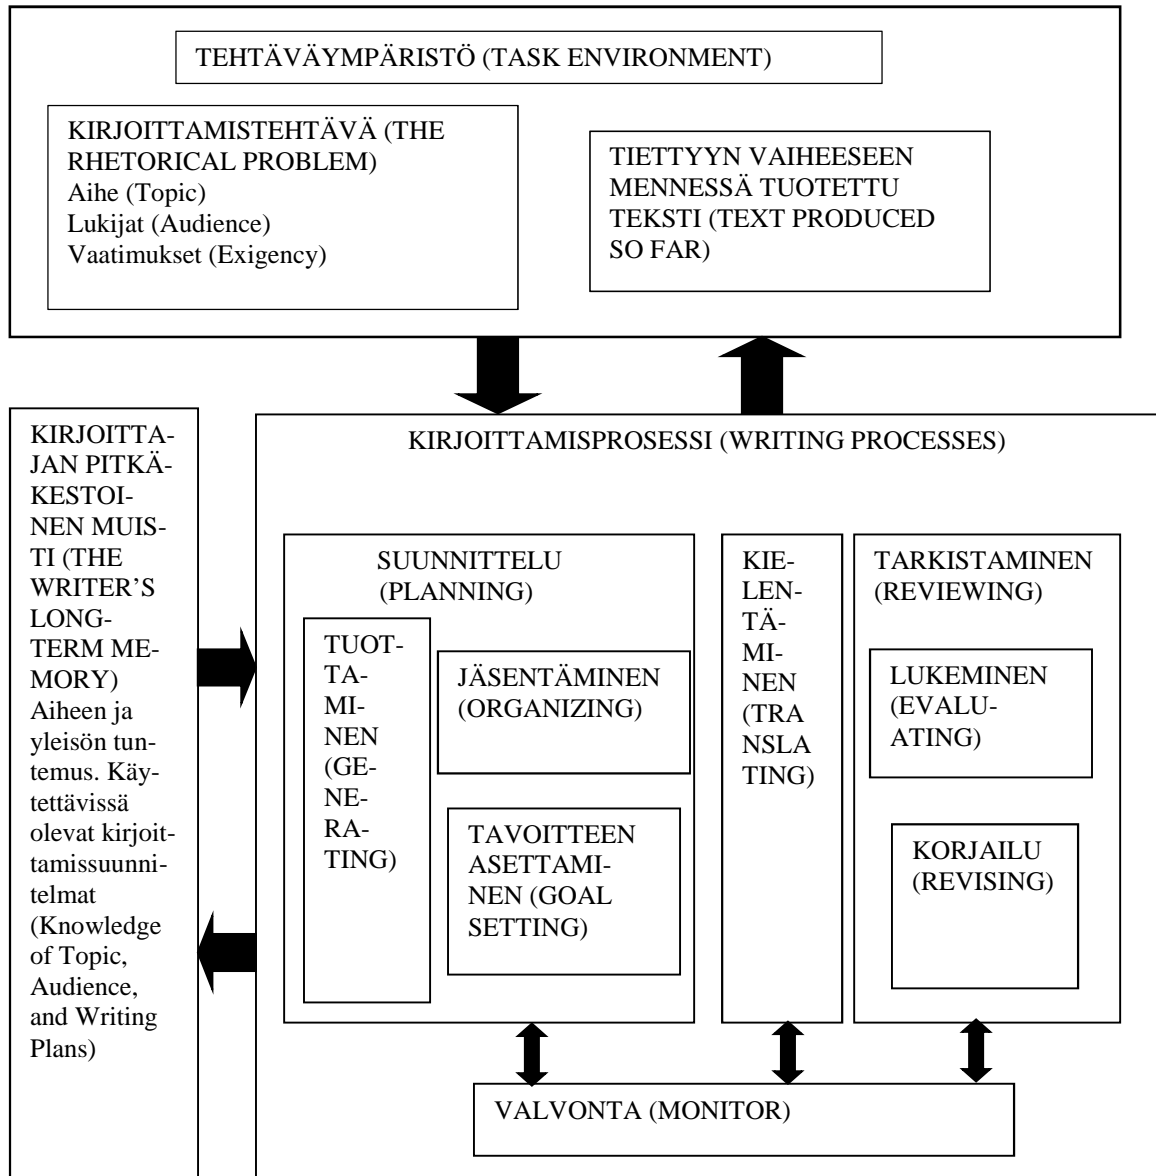 TEHTÄVÄYMPÄRISTÖ (TASK ENVIRONMENT)
KIRJOITTAMISTEHTÄVÄ (THE
RHETORICAL PROBLEM)
Aihe (Topic)
Lukijat (Audience)
Vaatimukset (Exigency)
TIETTYYN VAIHEESEEN
MENNESSÄ TUOTETTU
TEKSTI (TEXT PRODUCED
SO FAR)
KIRJOITTA-
JAN PITKÄ-
KESTOI-
NEN MUIS-
TI (THE
WRITER’S
LONG-
TERM ME-
MORY)
Aiheen ja
yleisön tun-
temus. Käy-
tettävissä
olevat kirjoit-
tamissuunni-
telmat
(Knowledge
of Topic,
Audience,
and Writing
Plans)
KIRJOITTAMISPROSESSI (WRITING PROCESSES)
SUUNNITTELU
(PLANNING)
TUOT-
TA-
MI-
NEN
(GE-
NE-
RA-
TING)
JÄSENTÄMINEN
(ORGANIZING)
TAVOITTEEN
ASETTAMI-
NEN (GOAL
SETTING)
KIE-
LEN-
TÄ-
MI-
NEN
(TRA
NSLA
TING)
TARKISTAMINEN
(REVIEWING)
LUKEMINEN
(EVALU-
ATING)
KORJAILU
(REVISING)
VALVONTA (MONITOR)